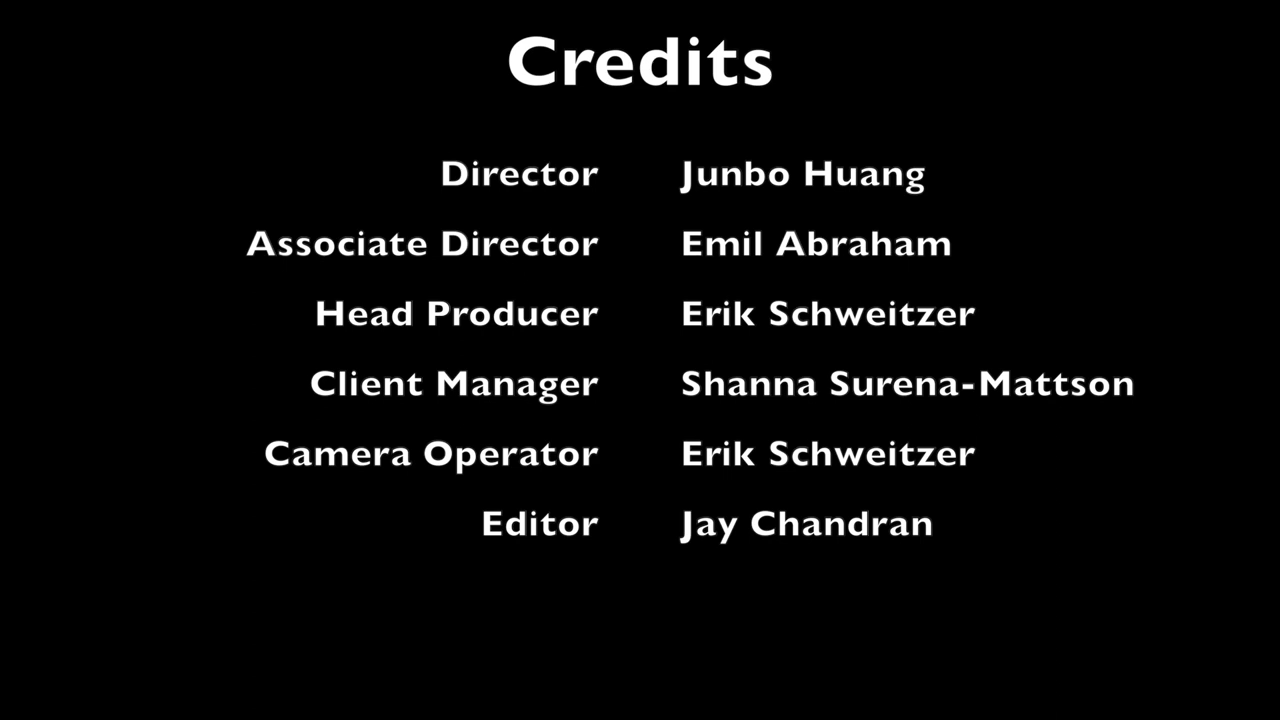 Credits
Director Junbo Huang
Associate Director Emil Abraham
Head Producer Erik Schweitzer
Client Manager Shanna Surena-Mattson
Camera Operator Erik Schweitzer
Editor Jay Chandran